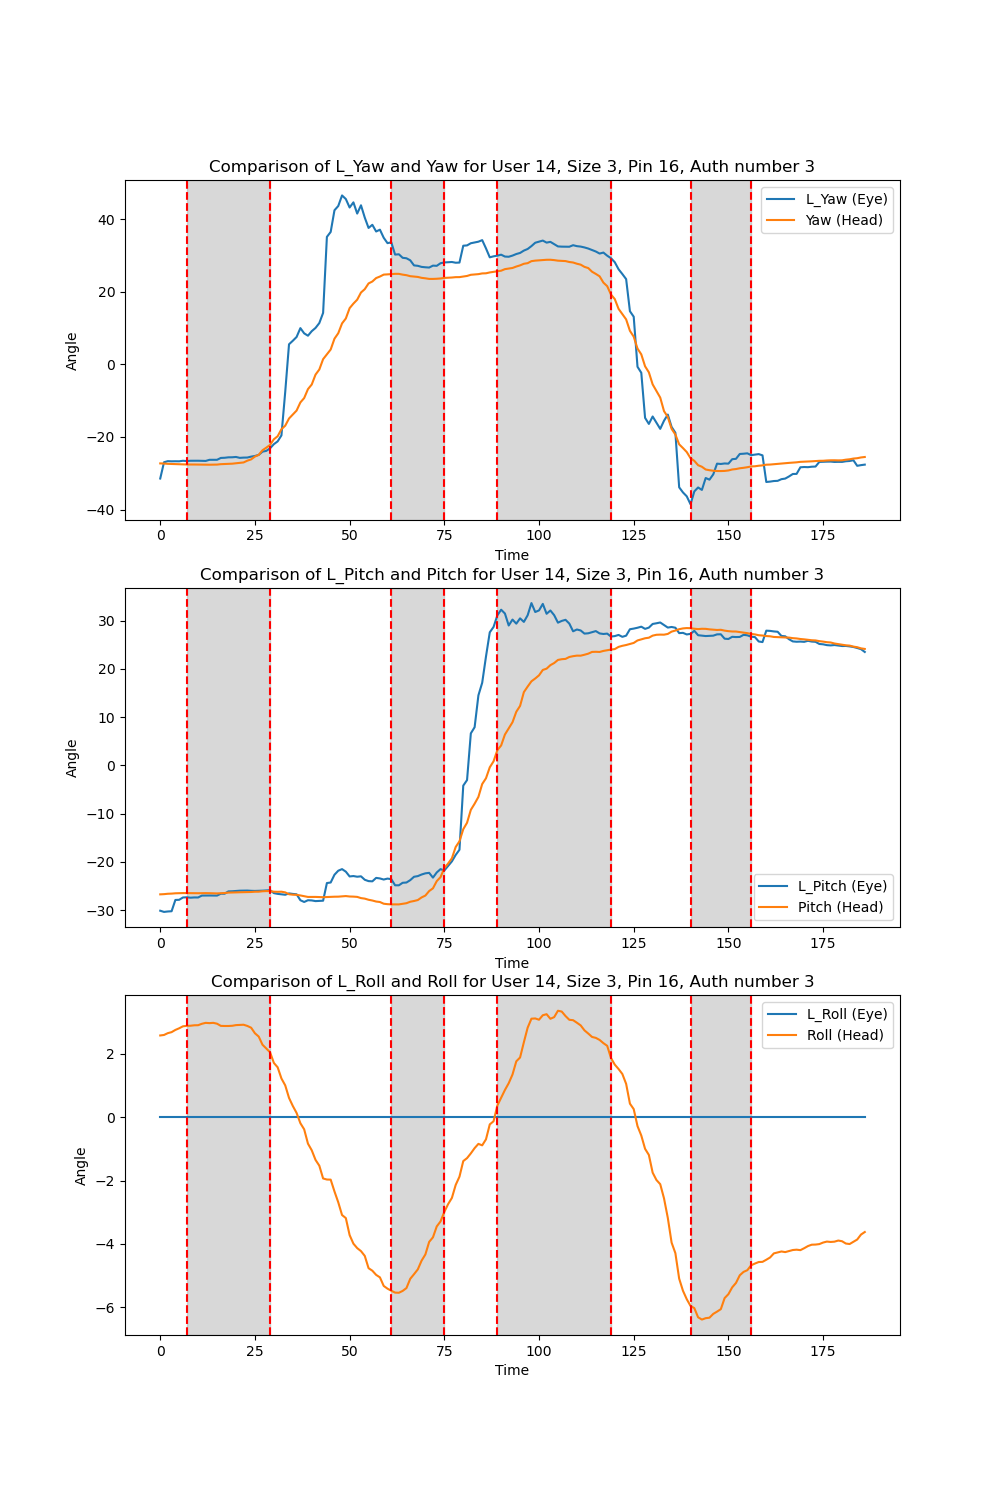 Comparison of L_Yaw and Yaw for User 14, Size 3, Pin 16, Auth number 3
L_Yaw (Eye)
Yaw (Head)
40
20
0
−20
−40
Angle
0 25 50 75 100 125 150 175
Time
Comparison of L_Pitch and Pitch for User 14, Size 3, Pin 16, Auth number 3
30
20
10
0
−10
−20
−30
Angle
L_Pitch (Eye)
Pitch (Head)
0 25 50 75 100 125 150 175
Time
Comparison of L_Roll and Roll for User 14, Size 3, Pin 16, Auth number 3
L_Roll (Eye)
Roll (Head)
2
0
−2
−4
−6
Angle
0 25 50 75 100 125 150 175
Time